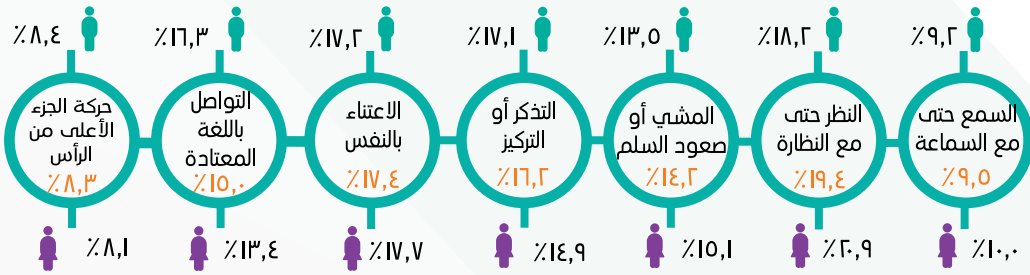 ٪٩,٢
٪١٨,٢
٪١٣,٥
٪١٧,١
٪١٧,٢
٪١٦,٣
٪٨,٤
السمع حتى
مع السماعة
٪٩,٥
النظر حتى
مع النظارة
٪١٩,٤
المشي أو
صعود السلم
٪١٤,٢
التذكر أو
التركيز
٪١٦,٢
الاعتناء
بالنفس
٪١٧,٤
التواصل
باللغة
المعتادة
٪١٥,٠
حركة الجزء
الأعلى من
الرأس
٪٨,٣
٪١٠,٠
٪٢٠,٩
٪١٥,١
٪١٤,٩
٪١٧,٧
٪١٣,٤
٪٨,١